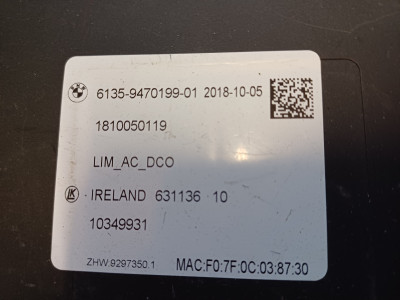 6135-9470199-01 2018-10-05
1810050119
LIM_AC_DCO
LK IRELAND 631136 10
10349931
ZHW.9297350.1 MAC:F0:7F:0C:03:87:30